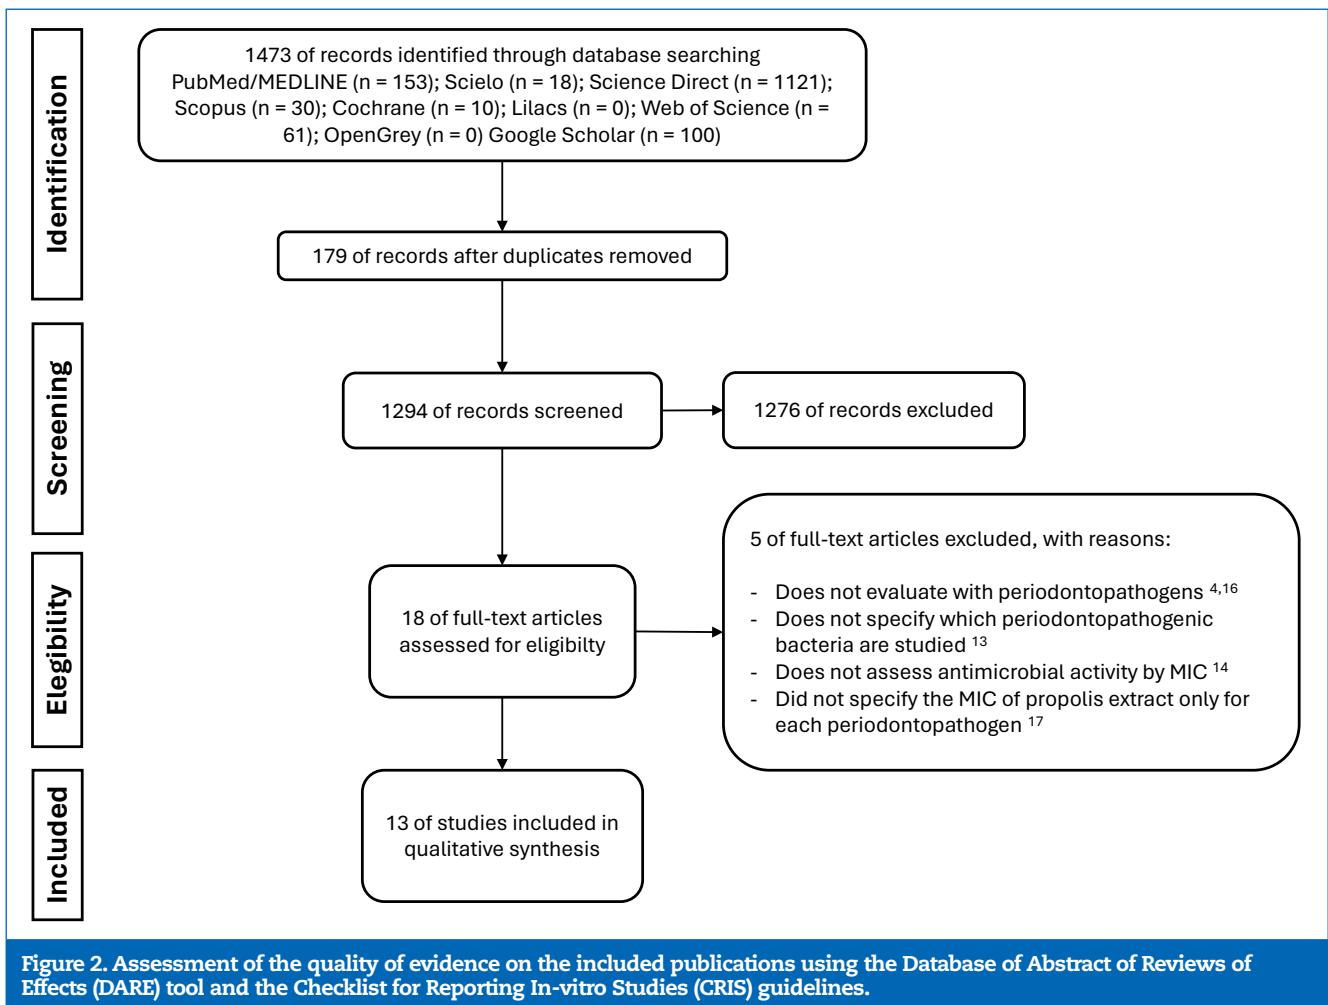 Identification
1473 of records identified through database searching
PubMed/MEDLINE (n = 153); Scielo (n = 18); Science Direct (n = 1121);
Scopus (n = 30); Cochrane (n = 10); Lilacs (n = 0); Web of Science (n =
61); OpenGrey (n = 0) Google Scholar (n = 100)
179 of records after duplicates removed
Screening
1294 of records screened
1276 of records excluded
Elegibility
18 of full-text articles
assessed for eligibilty
5 of full-text articles excluded, with reasons:
- Does not evaluate with periodontopathogens 4,16
- Does not specify which periodontopathogenic
bacteria are studied 13
- Does not assess antimicrobial activity by MIC 14
- Did not specify the MIC of propolis extract only for
each periodontopathogen 17
Included
13 of studies included in
qualitative synthesis
Figure 2. Assessment of the quality of evidence on the included publications using the Database of Abstract of Reviews of
Effects (DARE) tool and the Checklist for Reporting In-vitro Studies (CRIS) guidelines.